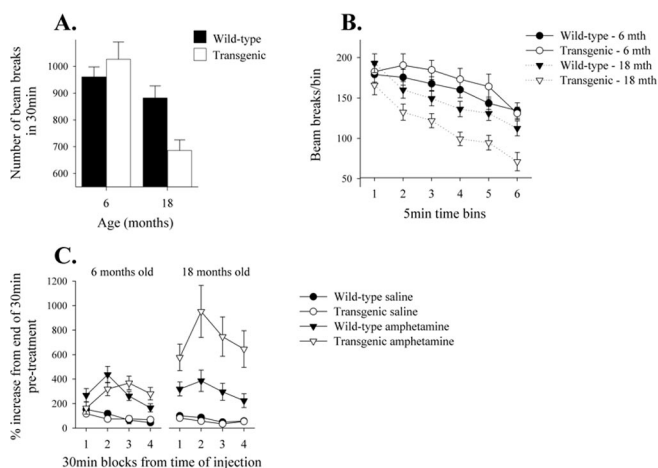 A.
Wild-type
Transgenic
Number of beam breaks
in 30min
1000
900
800
700
600
6
18
Age (months)
B.
Wild-type - 6 mth
Transgenic - 6 mth
Wild-type - 18 mth
Transgenic - 18 mth
Beam breaks/bin
200
150
100
50
1 2 3 4 5 6
5min time bins
C.
6 months old
18 months old
% increase from end of 30min
pre-treatment
1200
1000
800
600
400
200
0
1 2 3 4
1 2 3 4
30min blocks from time of injection
Wild-type saline
Transgenic saline
Wild-type amphetamine
Transgenic amphetamine